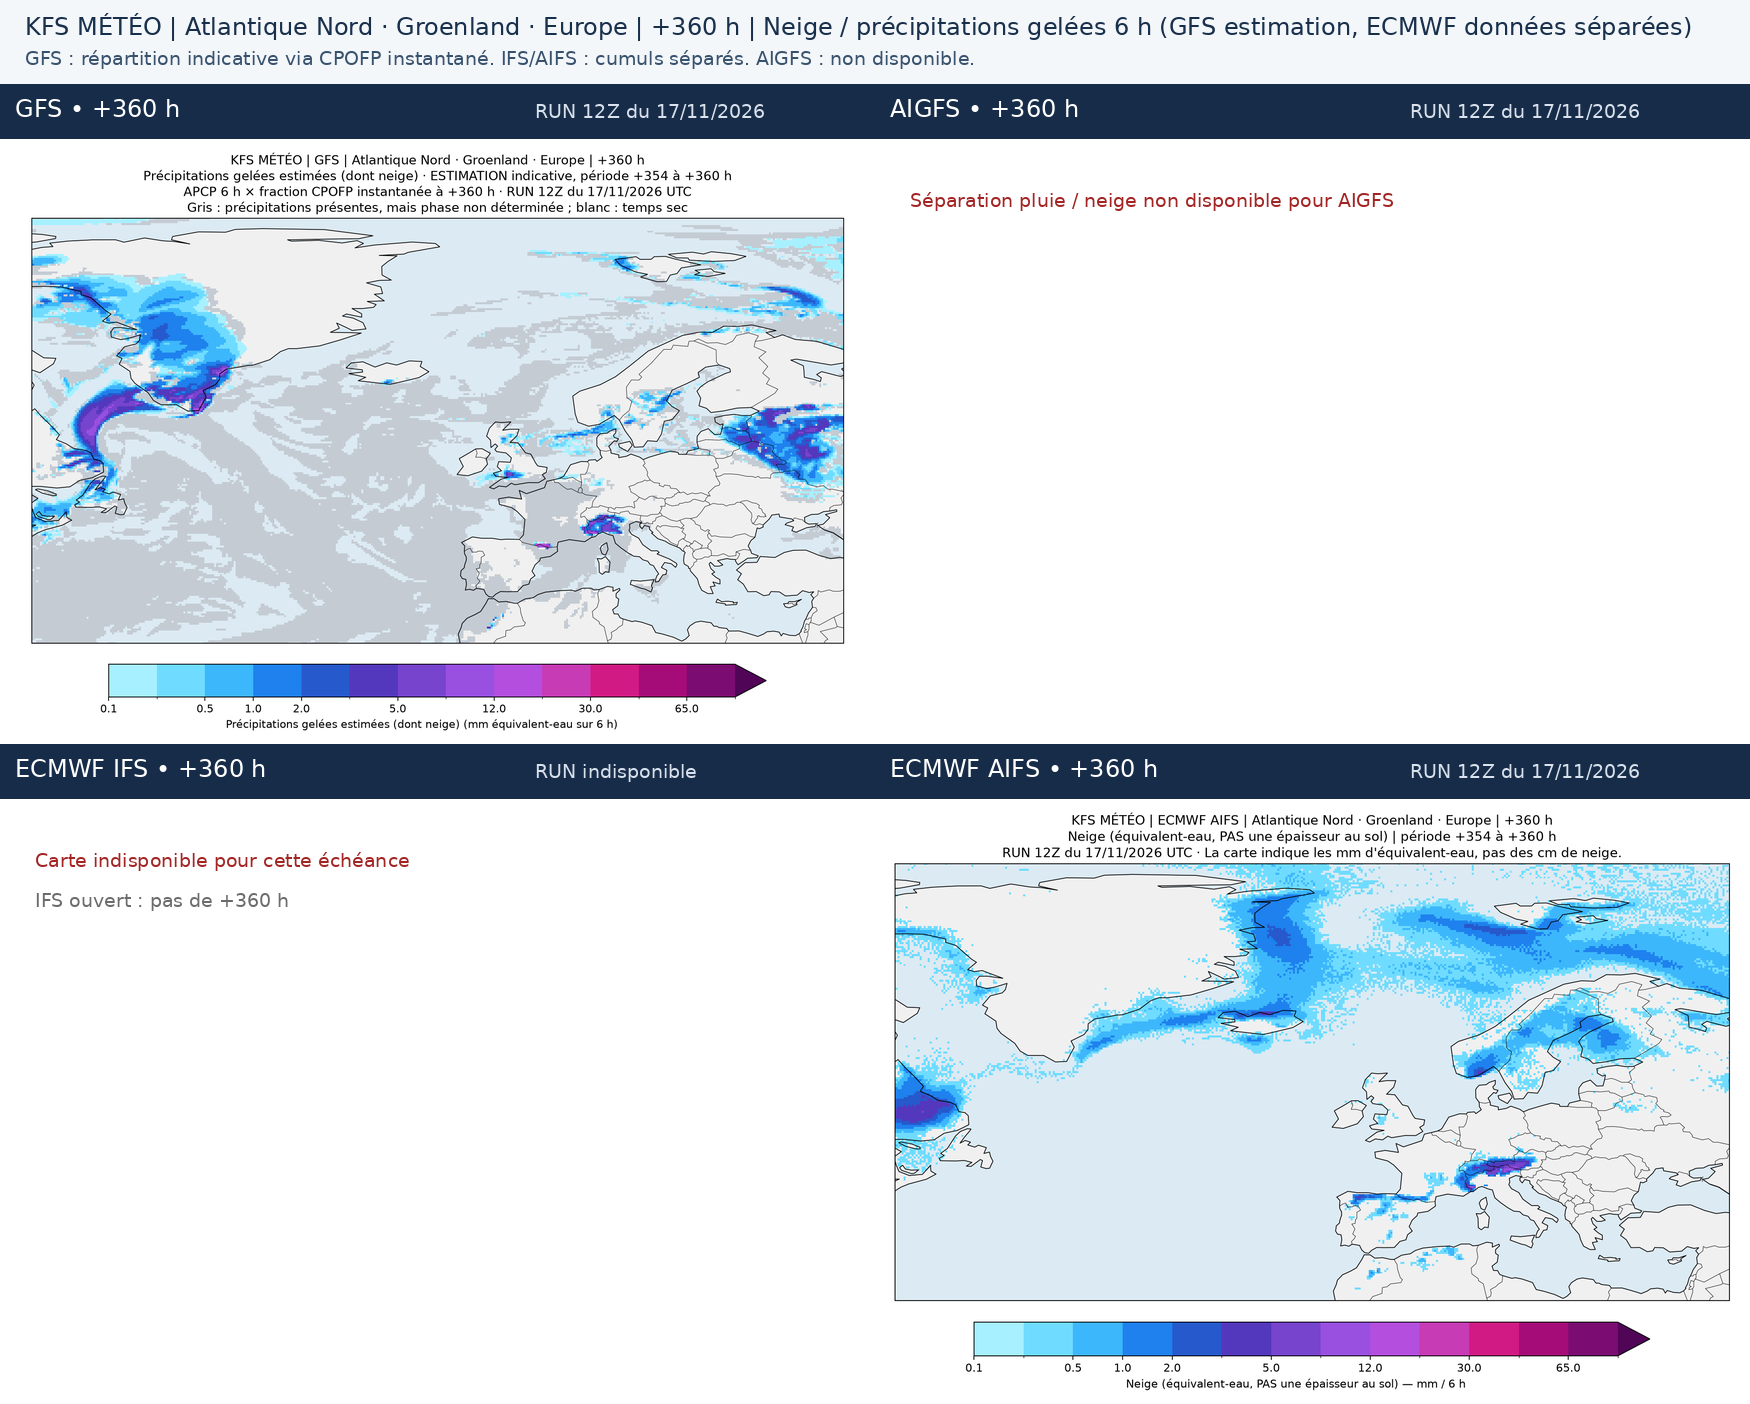 KFS MÉTÉO | Atlantique Nord · Groenland · Europe | +360 h | Neige / précipitations gelées 6 h (GFS estimation, ECMWF données séparées)
GFS : répartition indicative via CPOFP instantané. IFS/AIFS : cumuls séparés. AIGFS : non disponible.
GFS • +360 h
RUN 12Z du 17/11/2026
AIGFS • +360 h
RUN 12Z du 17/11/2026
KFS MÉTÉO | GFS | Atlantique Nord · Groenland · Europe | +360 h
Précipitations gelées estimées (dont neige) · ESTIMATION indicative, période +354 à +360 h
APCP 6 h × fraction CPOFP instantanée à +360 h · RUN 12Z du 17/11/2026 UTC
Gris : précipitations présentes, mais phase non déterminée ; blanc : temps sec
Séparation pluie / neige non disponible pour AIGFS
0.1 0.5 1.0 2.0 5.0 12.0 30.0 65.0
Précipitations gelées estimées (dont neige) (mm équivalent-eau sur 6 h)
ECMWF IFS • +360 h
RUN indisponible
ECMWF AIFS • +360 h
RUN 12Z du 17/11/2026
Carte indisponible pour cette échéance
IFS ouvert : pas de +360 h
KFS MÉTÉO | ECMWF AIFS | Atlantique Nord · Groenland · Europe | +360 h
Neige (équivalent-eau, PAS une épaisseur au sol) | période +354 à +360 h
RUN 12Z du 17/11/2026 UTC · La carte indique les mm d'équivalent-eau, pas des cm de neige.
0.1 0.5 1.0 2.0 5.0 12.0 30.0 65.0
Neige (équivalent-eau, PAS une épaisseur au sol) — mm / 6 h